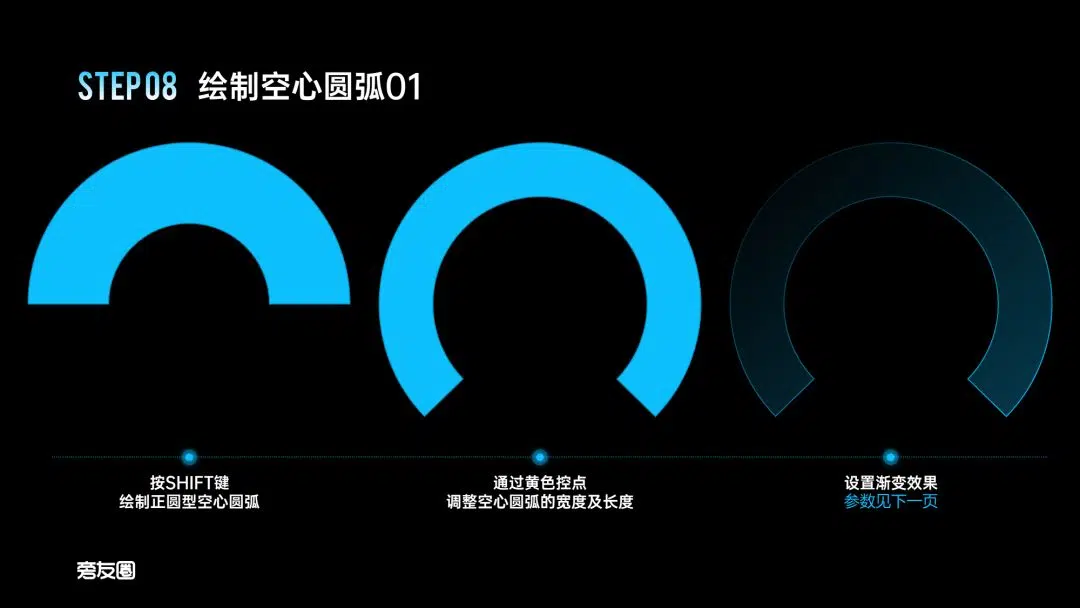 STEP08 绘制空心圆弧01
按SHIFT键
绘制正圆型空心圆弧
通过黄色控点
调整空心圆弧的宽度及长度
设置渐变效果
参数见下一页
旁友圈